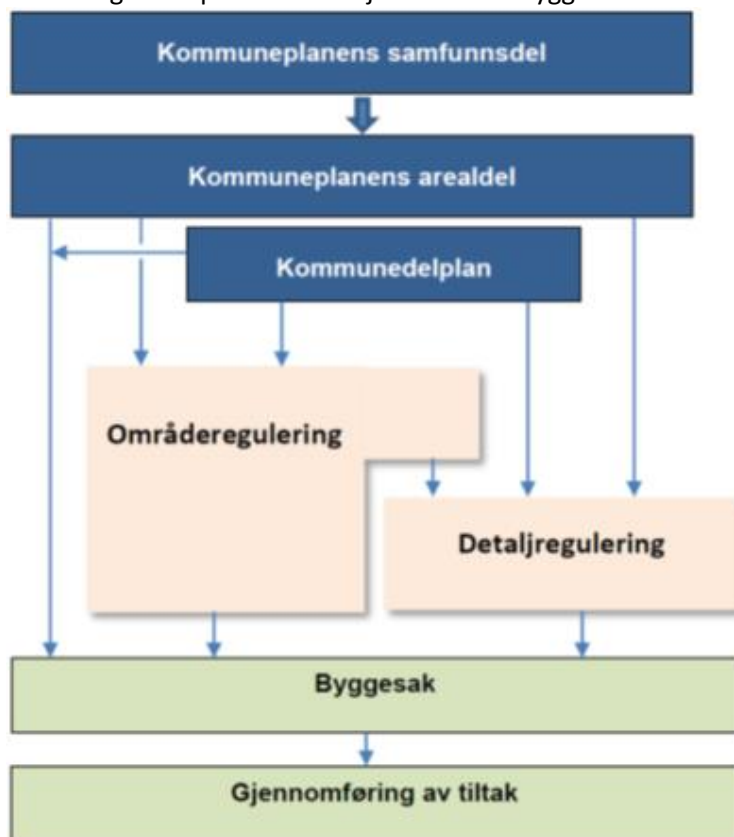 Kommuneplanens samfunnsdel
Kommuneplanens arealdel
Kommunedelplan
Områderegulering
Detaljregulering
Byggesak
Gjennomføring av tiltak